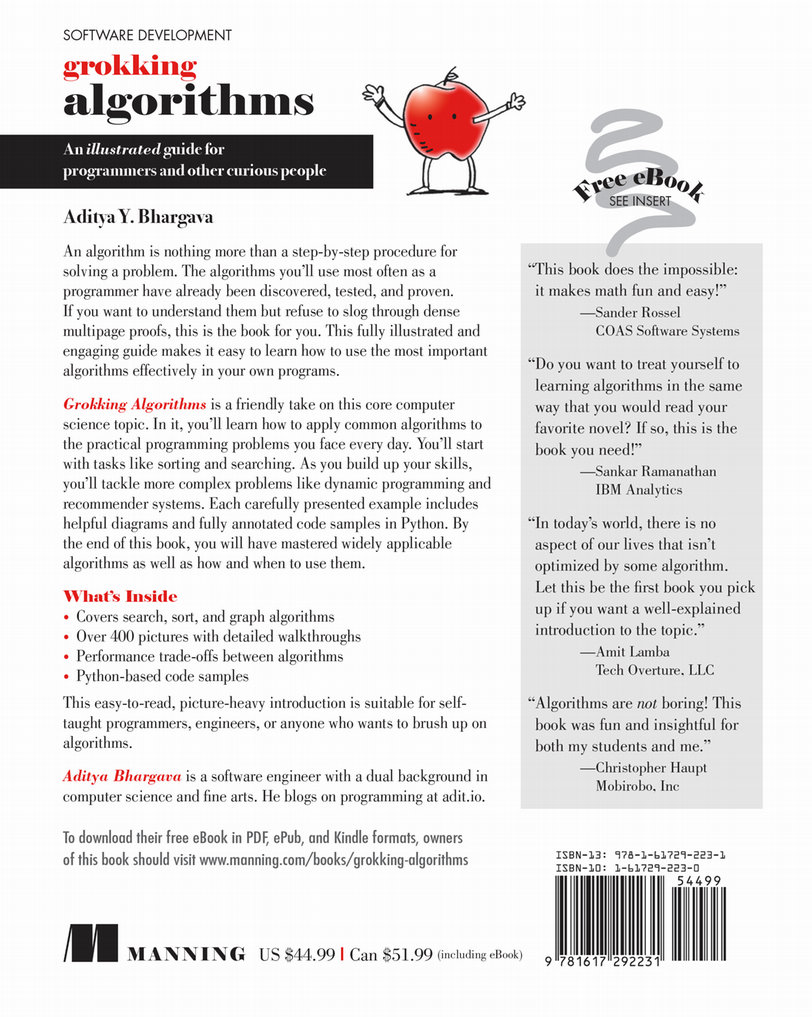 SOFTWARE DEVELOPMENT
grokking
algorithms
An illustrated guide for
programmers and other curious people
Aditya Y. Bhargava
An algorithm is nothing more than a step-by-step procedure for
solving a problem. The algorithms you’ll use most often as a
programmer have already been discovered, tested, and proven.
If you want to understand them but refuse to slog through dense
multipage proofs, this is the book for you. This fully illustrated and
engaging guide makes it easy to learn how to use the most important
algorithms effectively in your own programs.
Grokking Algorithms is a friendly take on this core computer
science topic. In it, you’ll learn how to apply common algorithms to
the practical programming problems you face every day. You’ll start
with tasks like sorting and searching. As you build up your skills,
you’ll tackle more complex problems like dynamic programming and
recommender systems. Each carefully presented example includes
helpful diagrams and fully annotated code samples in Python. By
the end of this book, you will have mastered widely applicable
algorithms as well as how and when to use them.
What’s Inside
• Covers search, sort, and graph algorithms
• Over 400 pictures with detailed walkthroughs
• Performance trade-offs between algorithms
• Python-based code samples
This easy-to-read, picture-heavy introduction is suitable for self-
taught programmers, engineers, or anyone who wants to brush up on
algorithms.
Aditya Bhargava is a software engineer with a dual background in
computer science and fine arts. He blogs on programming at adit.io.
To download their free eBook in PDF, ePub, and Kindle formats, owners
of this book should visit www.manning.com/books/grokking-algorithms
MANNING US $44.99 | Can $51.99 (including eBook)
Free eBook
SEE INSERT
“This book does the impossible:
it makes math fun and easy!”
—Sander Rossel
COAS Software Systems
“Do you want to treat yourself to
learning algorithms in the same
way that you would read your
favorite novel? If so, this is the
book you need!”
—Sankar Ramanathan
IBM Analytics
“In today’s world, there is no
aspect of our lives that isn’t
optimized by some algorithm.
Let this be the first book you pick
up if you want a well-explained
introduction to the topic.”
—Amit Lamba
Tech Overture, LLC
“Algorithms are not boring! This
book was fun and insightful for
both my students and me.”
—Christopher Haupt
Mobirobo, Inc
ISBN-13: 978-1-61729-223-1
ISBN-10: 1-61729-223-0
54499
9 781617 292231